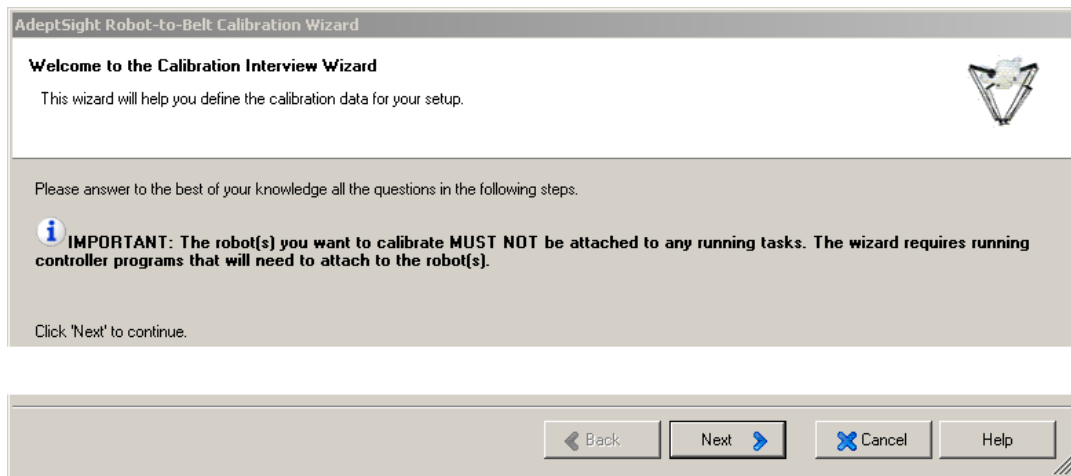 AdeptSight Robot-to-Belt Calibration Wizard
Welcome to the Calibration Interview Wizard
This wizard will help you define the calibration data for your setup.
Please answer to the best of your knowledge all the questions in the following steps.
IMPORTANT: The robot(s) you want to calibrate MUST NOT be attached to any running tasks. The wizard requires running
controller programs that will need to attach to the robot(s).
Click 'Next' to continue.
Back Next Cancel Help